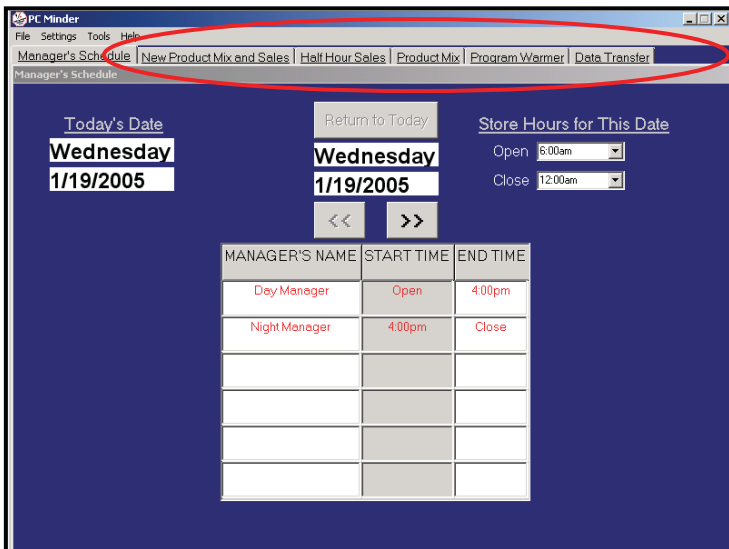 PC Minder
File Settings Tools Help
Manager's Schedule New Product Mix and Sales Half Hour Sales Product Mix Program Warmer Data Transfer
Manager's Schedule
Today's Date
Wednesday
1/19/2005
Return to Today
Wednesday
1/19/2005
<< >>
Store Hours for This Date
Open 6:00am
Close 12:00am
MANAGER'S NAME START TIME END TIME
Day Manager Open 4:00pm
Night Manager 4:00pm Close